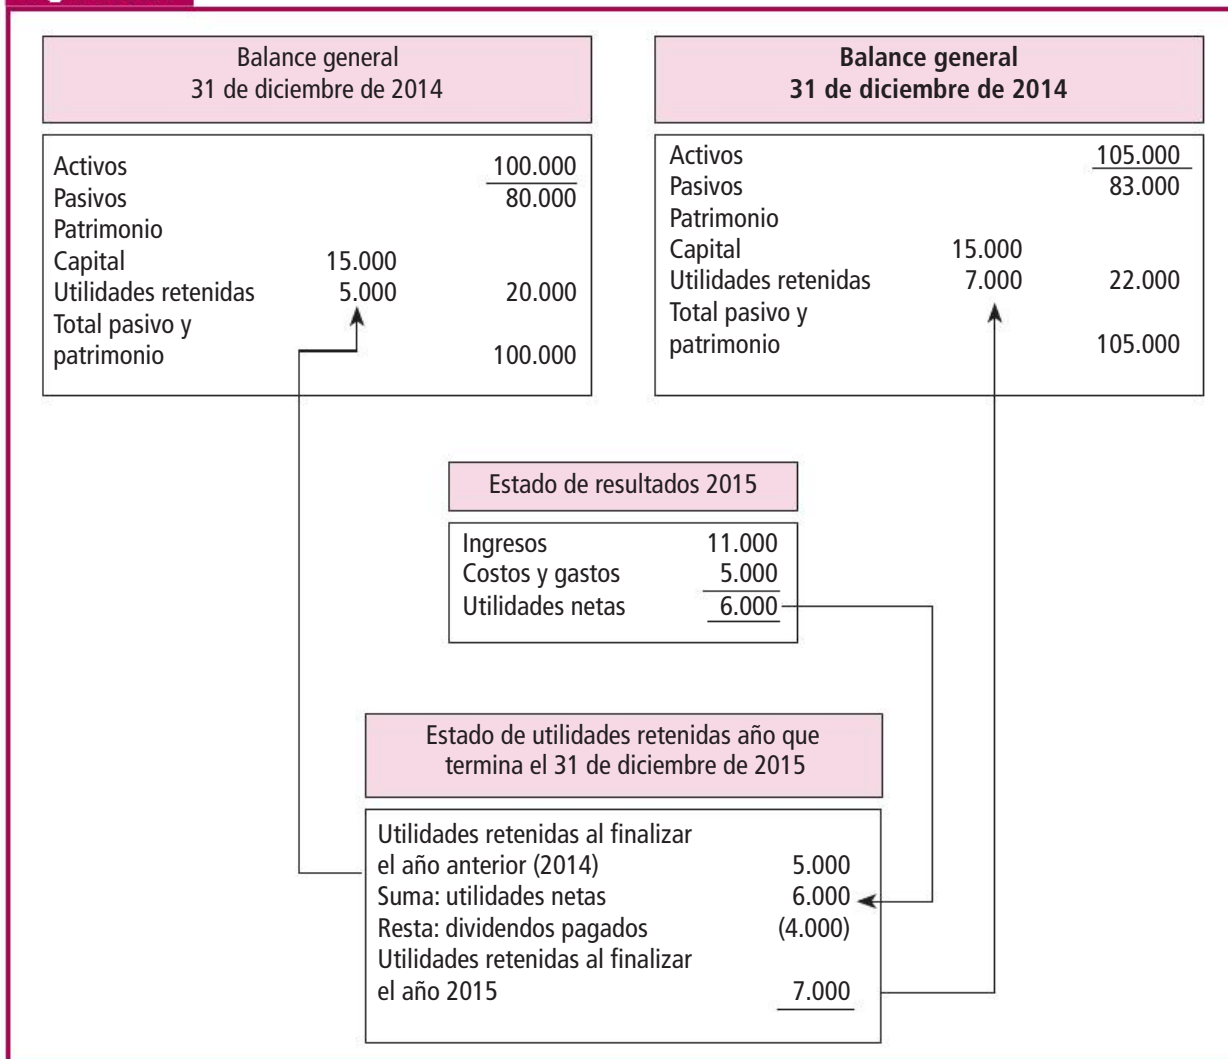 Balance general
31 de diciembre de 2014
Activos 100.000
Pasivos 80.000
Patrimonio
Capital 15.000
Utilidades retenidas 5.000 20.000
Total pasivo y
patrimonio 100.000
Balance general
31 de diciembre de 2014
Activos 105.000
Pasivos 83.000
Patrimonio
Capital 15.000
Utilidades retenidas 7.000 22.000
Total pasivo y
patrimonio 105.000
Estado de resultados 2015
Ingresos 11.000
Costos y gastos 5.000
Utilidades netas 6.000
Estado de utilidades retenidas año que
termina el 31 de diciembre de 2015
Utilidades retenidas al finalizar
el año anterior (2014) 5.000
Suma: utilidades netas 6.000
Resta: dividendos pagados (4.000)
Utilidades retenidas al finalizar
el año 2015 7.000